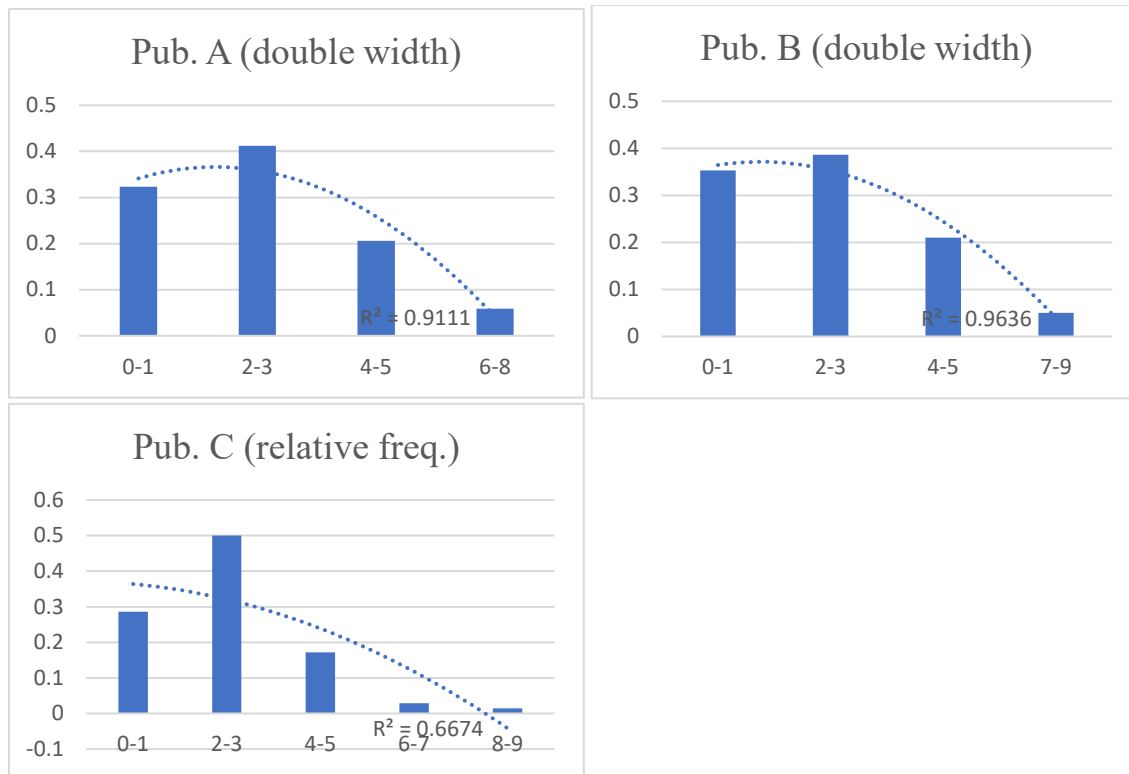 Pub. A (double width)
0.5
0.4
0.3
0.2
0.1
0
R² = 0.9111
0-1 2-3 4-5 6-8
Pub. B (double width)
0.5
0.4
0.3
0.2
0.1
0
R² = 0.9636
0-1 2-3 4-5 7-9
Pub. C (relative freq.)
0.6
0.5
0.4
0.3
0.2
0.1
0
-0.1
R² = 0.6674
0-1 2-3 4-5 6-7 8-9